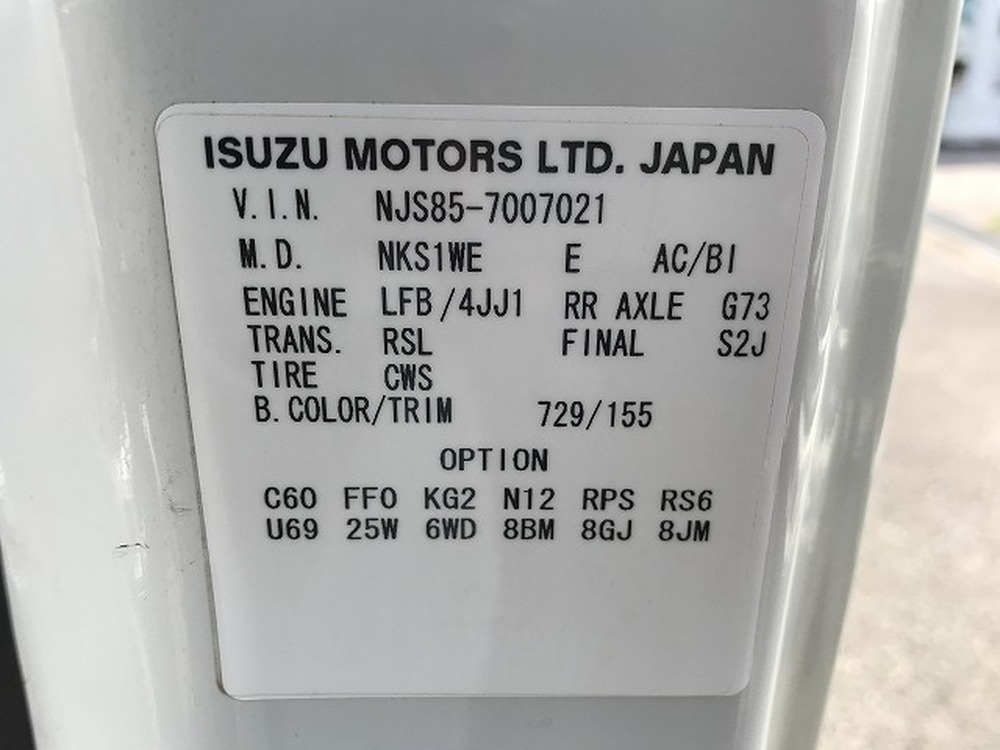 ISUZU MOTORS LTD. JAPAN
V.I.N. NJS85-7007021
M.D. NKS1WE E AC/BI
ENGINE LFB/4JJ1 RR AXLE G73
TRANS. RSL FINAL S2J
TIRE CWS
B.COLOR/TRIM 729/155
OPTION
C60 FF0 KG2 N12 RPS RS6
U69 25W 6WD 8BM 8GJ 8JM